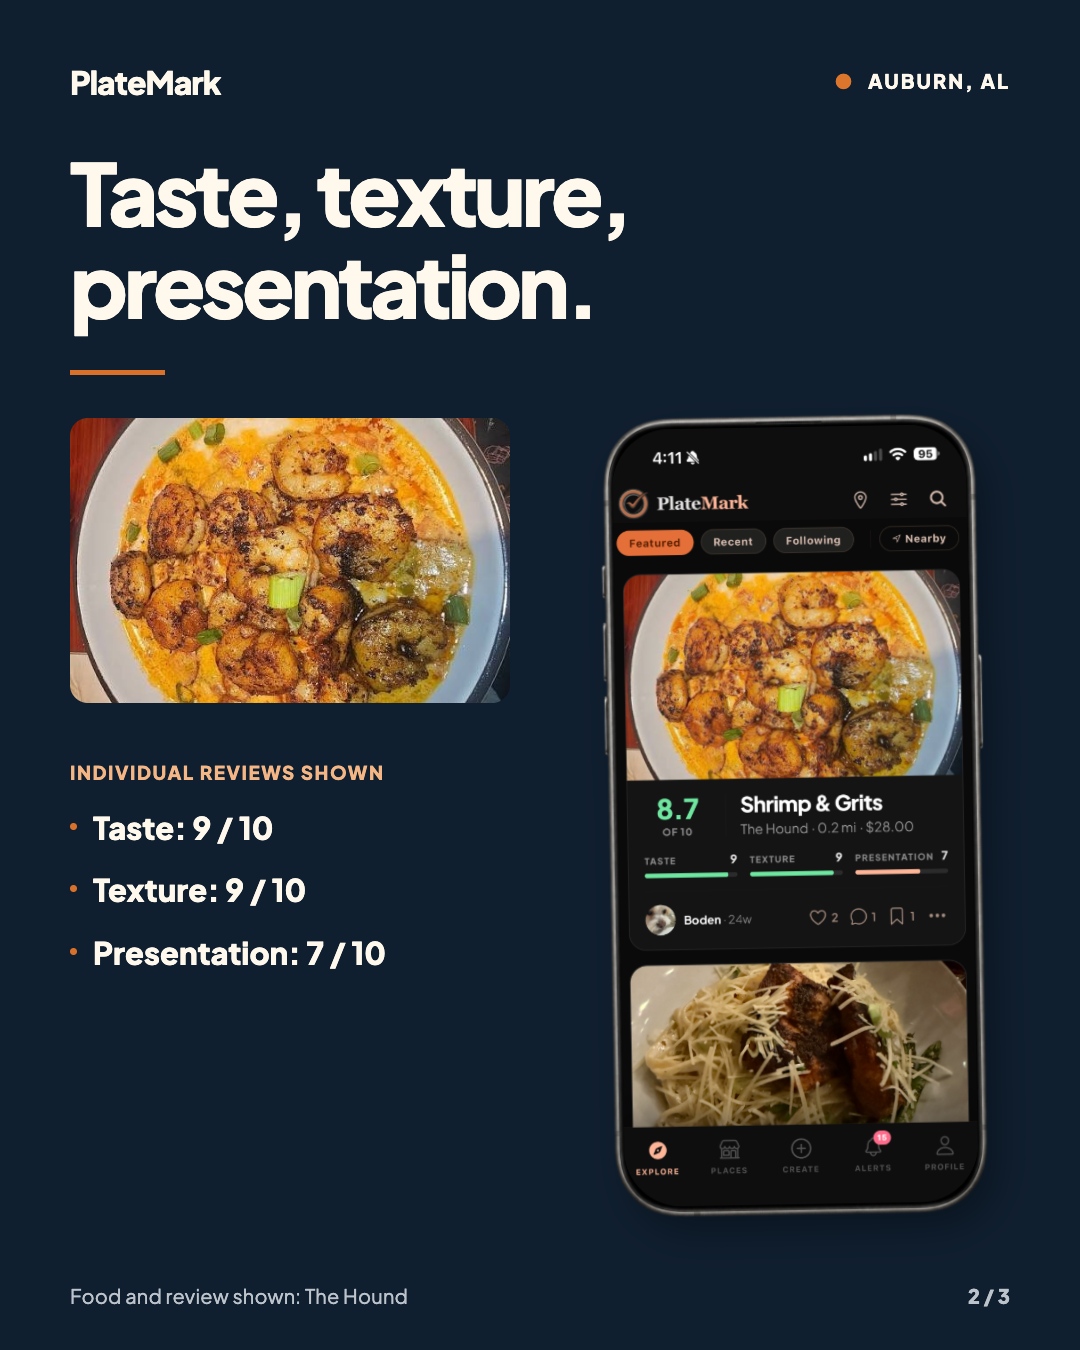 PlateMark
AUBURN, AL
Taste, texture,
presentation.
INDIVIDUAL REVIEWS SHOWN
Taste: 9 / 10
Texture: 9 / 10
Presentation: 7 / 10
4:11
95
PlateMark
Featured
Recent
Following
Nearby
8.7
OF 10
Shrimp & Grits
The Hound · 0.2 mi · $28.00
TASTE 9
TEXTURE 9
PRESENTATION 7
Boden · 24w
2
1
1
16
EXPLORE
PLACES
CREATE
ALERTS
PROFILE
Food and review shown: The Hound
2 / 3